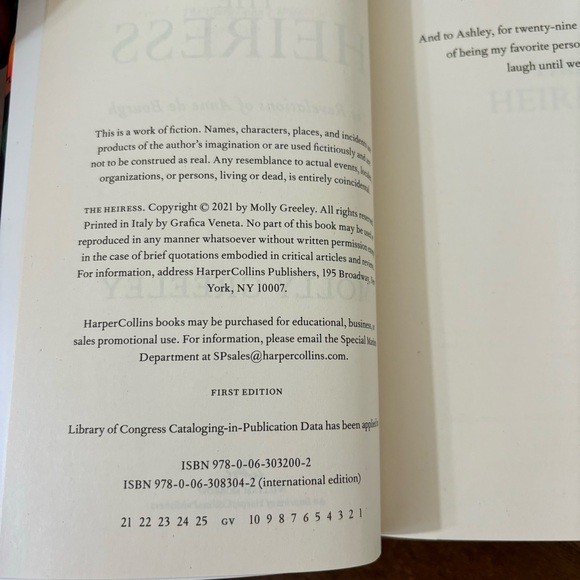 This is a work of fiction. Names, characters, places, and incidents
products of the author's imagination or are used fictitiously and
not to be construed as real. Any resemblance to actual events,
organizations, or persons, living or dead, is entirely coincidental.
THE HEIRESS. Copyright © 2021 by Molly Greeley. All rights
Printed in Italy by Grafica Veneta. No part of this book may be
reproduced in any manner whatsoever without written permission
in the case of brief quotations embodied in critical articles and
For information, address HarperCollins Publishers, 195 Broadway,
York, NY 10007.
HarperCollins books may be purchased for educational,
sales promotional use. For information, please email the Special
Department at SPsales@harpercollins.com.
FIRST EDITION
Library of Congress Cataloging-in-Publication Data has been
ISBN 978-0-06-303200-2
ISBN 978-0-06-308304-2 (international edition)
21 22 23 24 25 GV 10 9 8 7 6 5 4 3 2 1
And to Ashley, for twenty-nine
of being my favorite
laugh until we